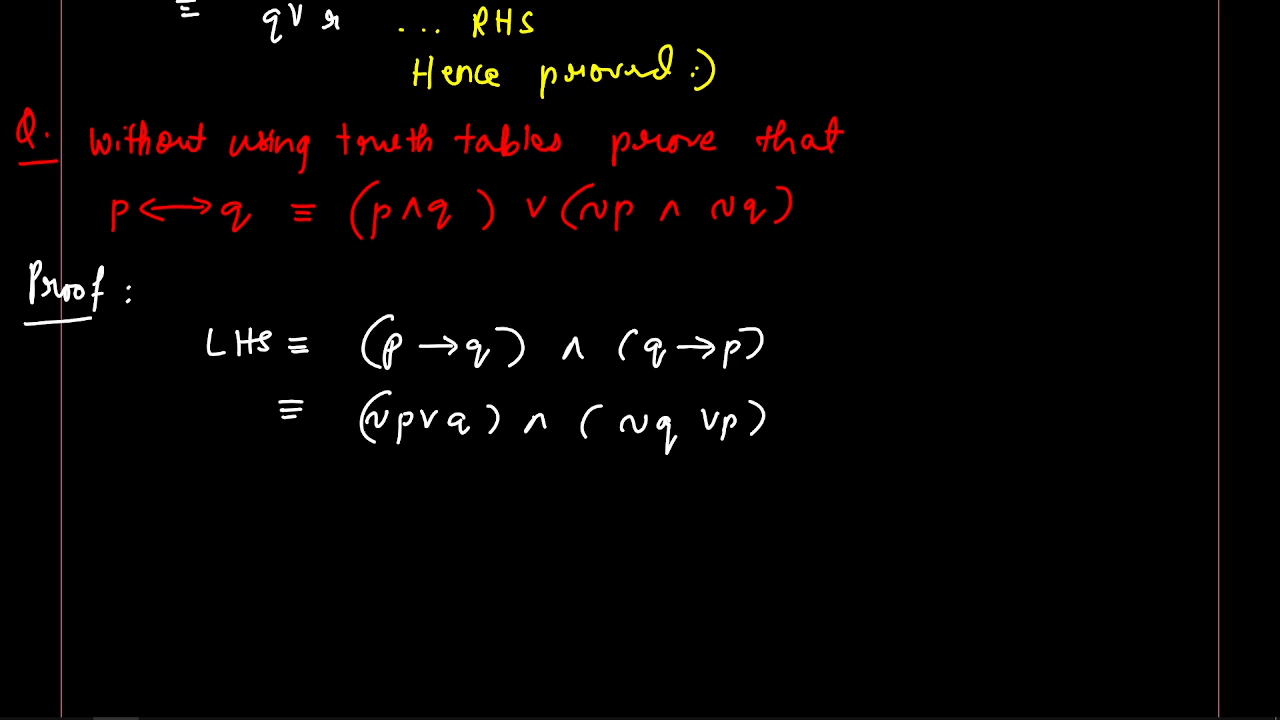 ≡ q ∨ r ... RHS
Hence proved :)
Q. Without using truth tables prove that
p ↔ q ≡ (p ∧ q) ∨ (~p ∧ ~q)
Proof :
LHS ≡ (p → q) ∧ (q → p)
≡ (~p ∨ q) ∧ (~q ∨ p)